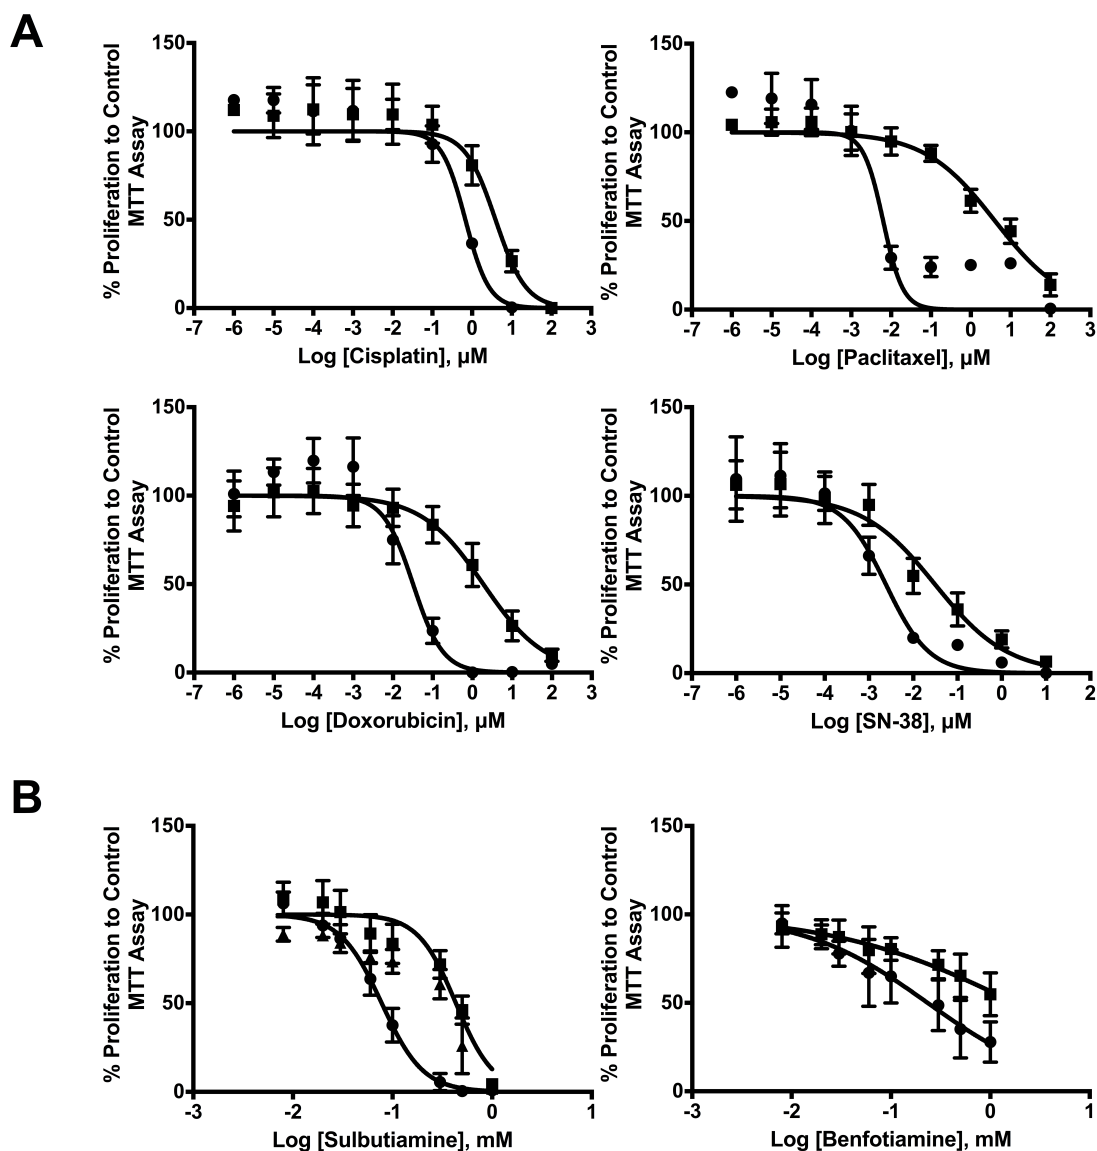 A
% Proliferation to Control
MTT Assay
150
100
50
0
-7 -6 -5 -4 -3 -2 -1 0 1 2 3
Log [Cisplatin], µM
% Proliferation to Control
MTT Assay
150
100
50
0
-7 -6 -5 -4 -3 -2 -1 0 1 2 3
Log [Paclitaxel], µM
% Proliferation to Control
MTT Assay
150
100
50
0
-7 -6 -5 -4 -3 -2 -1 0 1 2 3
Log [Doxorubicin], µM
% Proliferation to Control
MTT Assay
150
100
50
0
-7 -6 -5 -4 -3 -2 -1 0 1 2
Log [SN-38], µM
B
% Proliferation to Control
MTT Assay
150
100
50
0
-3 -2 -1 0 1
Log [Sulbutiamine], mM
% Proliferation to Control
MTT Assay
150
100
50
0
-3 -2 -1 0 1
Log [Benfotiamine], mM